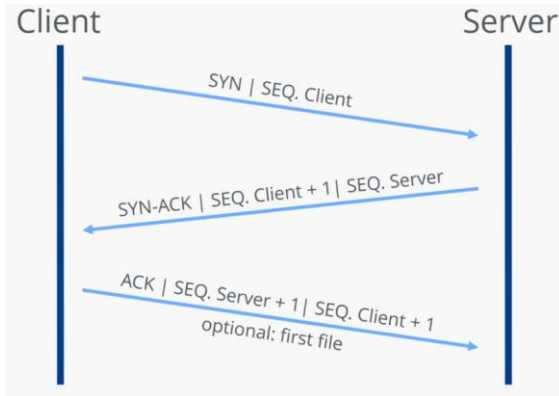 Client
Server
SYN | SEQ. Client
SYN-ACK | SEQ. Client + 1| SEQ. Server
ACK | SEQ. Server + 1| SEQ. Client + 1
optional: first file